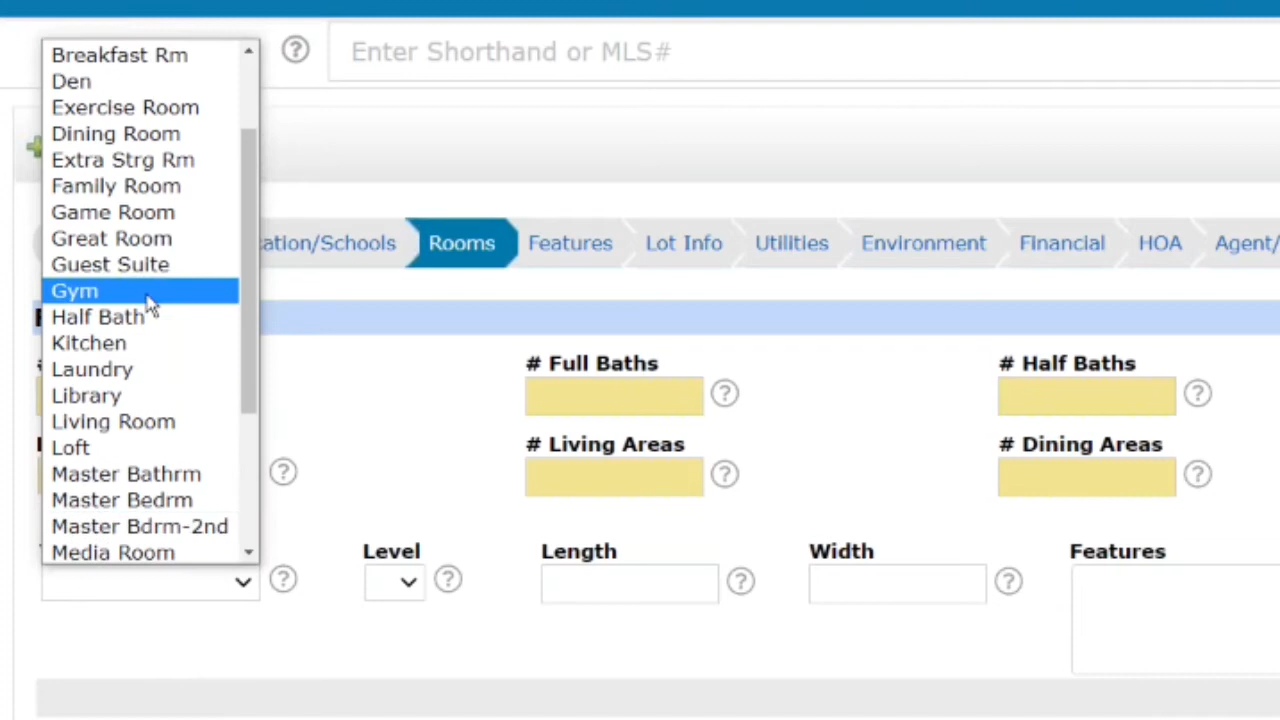 Enter Shorthand or MLS#
Breakfast Rm
Den
Exercise Room
Dining Room
Extra Strg Rm
Family Room
Game Room
Great Room
Guest Suite
Gym
Half Bath
Kitchen
Laundry
Library
Living Room
Loft
Master Bathrm
Master Bedrm
Master Bdrm-2nd
Media Room
ation/Schools Rooms Features Lot Info Utilities Environment Financial HOA Agent/
# Full Baths # Half Baths
# Living Areas # Dining Areas
Level Length Width Features